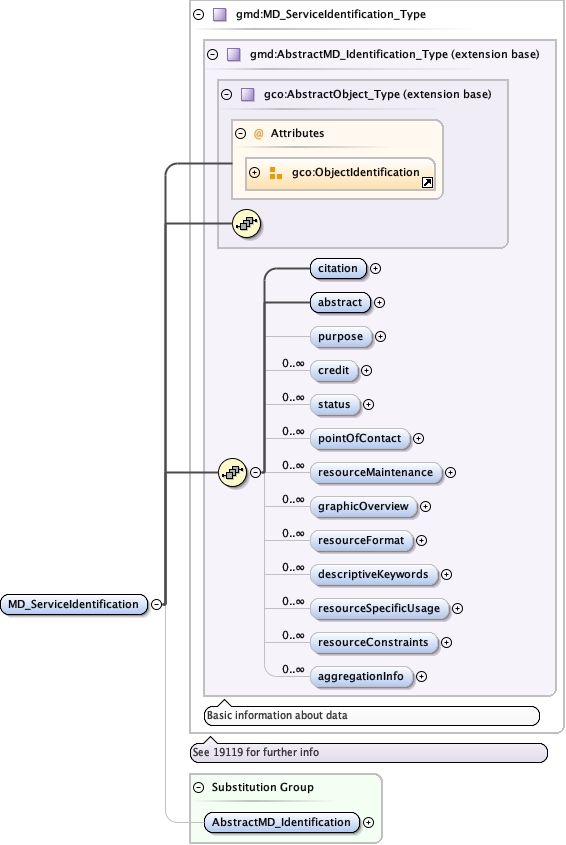 gmd:MD_ServiceIdentification_Type
gmd:AbstractMD_Identification_Type (extension base)
gco:AbstractObject_Type (extension base)
@ Attributes
gco:ObjectIdentification
citation
abstract
purpose
0..∞ credit
0..∞ status
0..∞ pointOfContact
0..∞ resourceMaintenance
0..∞ graphicOverview
0..∞ resourceFormat
0..∞ descriptiveKeywords
0..∞ resourceSpecificUsage
0..∞ resourceConstraints
0..∞ aggregationInfo
MD_ServiceIdentification
Basic information about data
See 19119 for further info
Substitution Group
AbstractMD_Identification